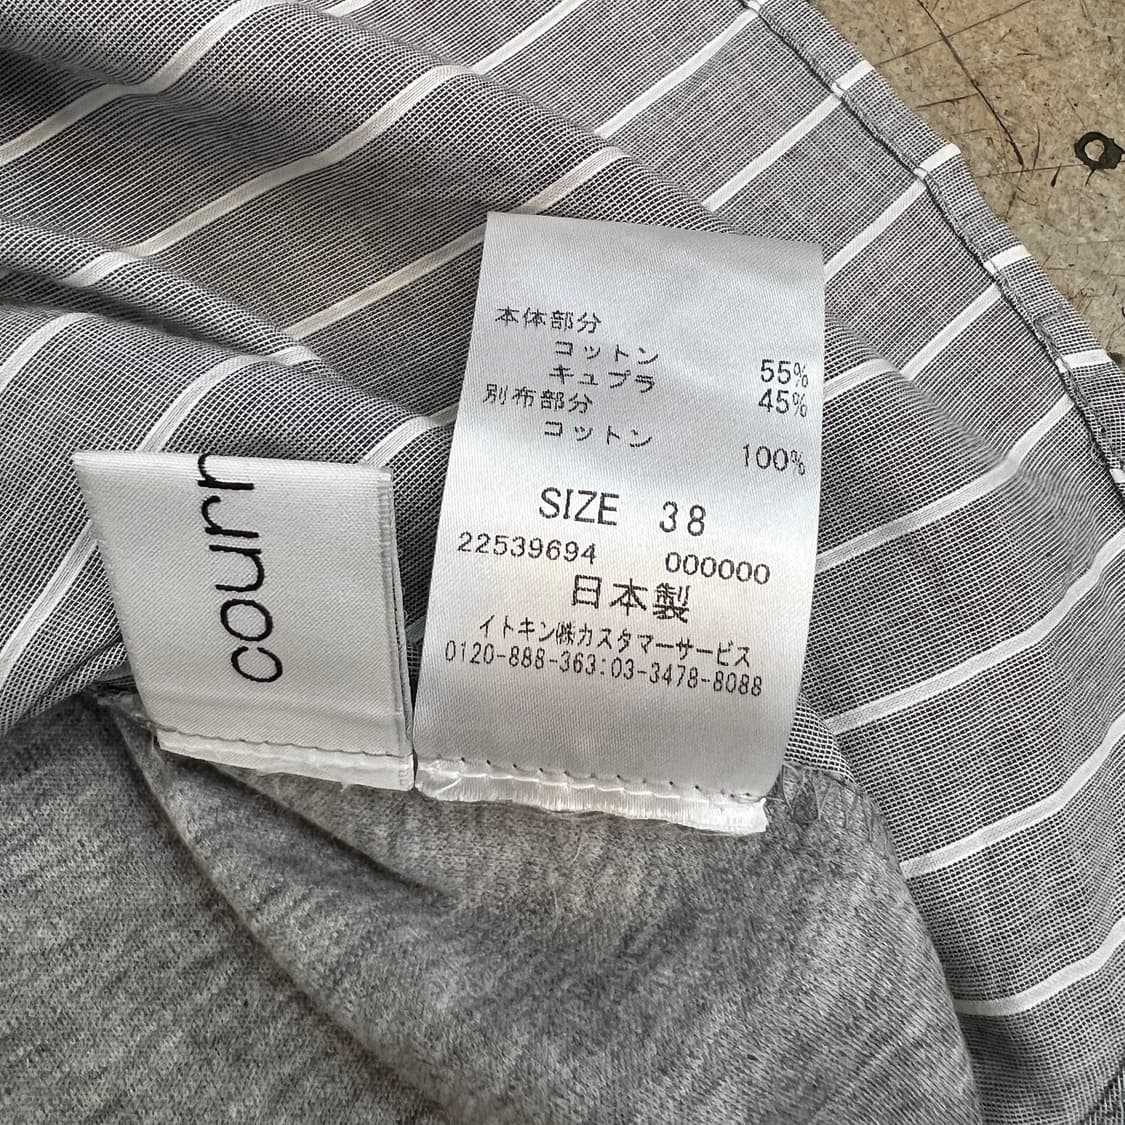 courr
本体部分
コットン 55%
キュプラ 45%
別布部分
コットン 100%
SIZE 38
22539694 000000
日本製
イトキン㈱カスタマーサービス
0120-888-363:03-3478-8088